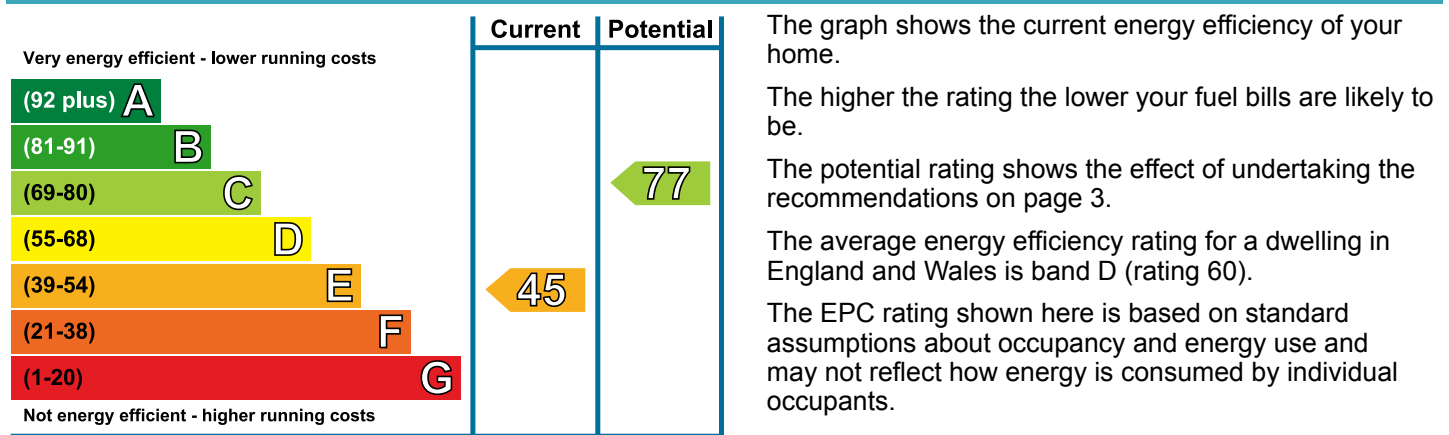 Current Potential
Very energy efficient - lower running costs
(92 plus) A
(81-91) B
(69-80) C
77
(55-68) D
(39-54) E
45
(21-38) F
(1-20) G
Not energy efficient - higher running costs
The graph shows the current energy efficiency of your
home.
The higher the rating the lower your fuel bills are likely to
be.
The potential rating shows the effect of undertaking the
recommendations on page 3.
The average energy efficiency rating for a dwelling in
England and Wales is band D (rating 60).
The EPC rating shown here is based on standard
assumptions about occupancy and energy use and
may not reflect how energy is consumed by individual
occupants.